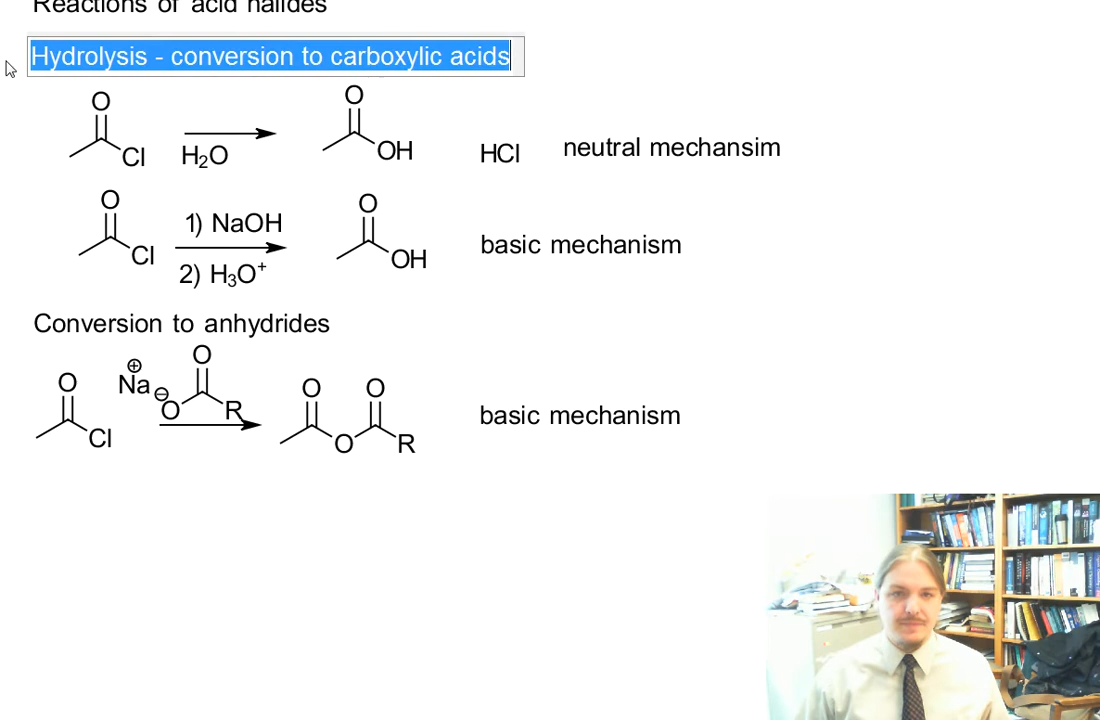 Reactions of acid halides
Hydrolysis - conversion to carboxylic acids
O
Cl
H₂O
O
OH
HCl
neutral mechansim
O
Cl
1) NaOH
2) H₃O⁺
O
OH
basic mechanism
Conversion to anhydrides
O
Cl
⊕
Na
⊖
O
O
R
O
O
O
R
basic mechanism